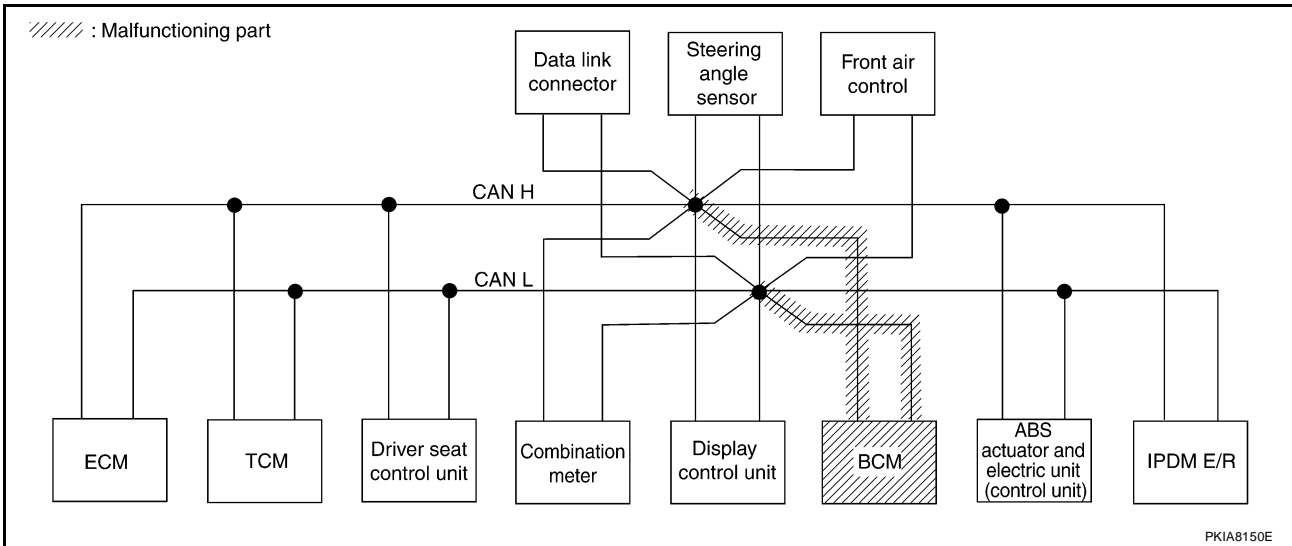 : Malfunctioning part
Data link
connector
Steering
angle
sensor
Front air
control
CAN H
CAN L
ECM
TCM
Driver seat
control unit
Combination
meter
Display
control unit
BCM
ABS
actuator and
electric unit
(control unit)
IPDM E/R
PKIA8150E